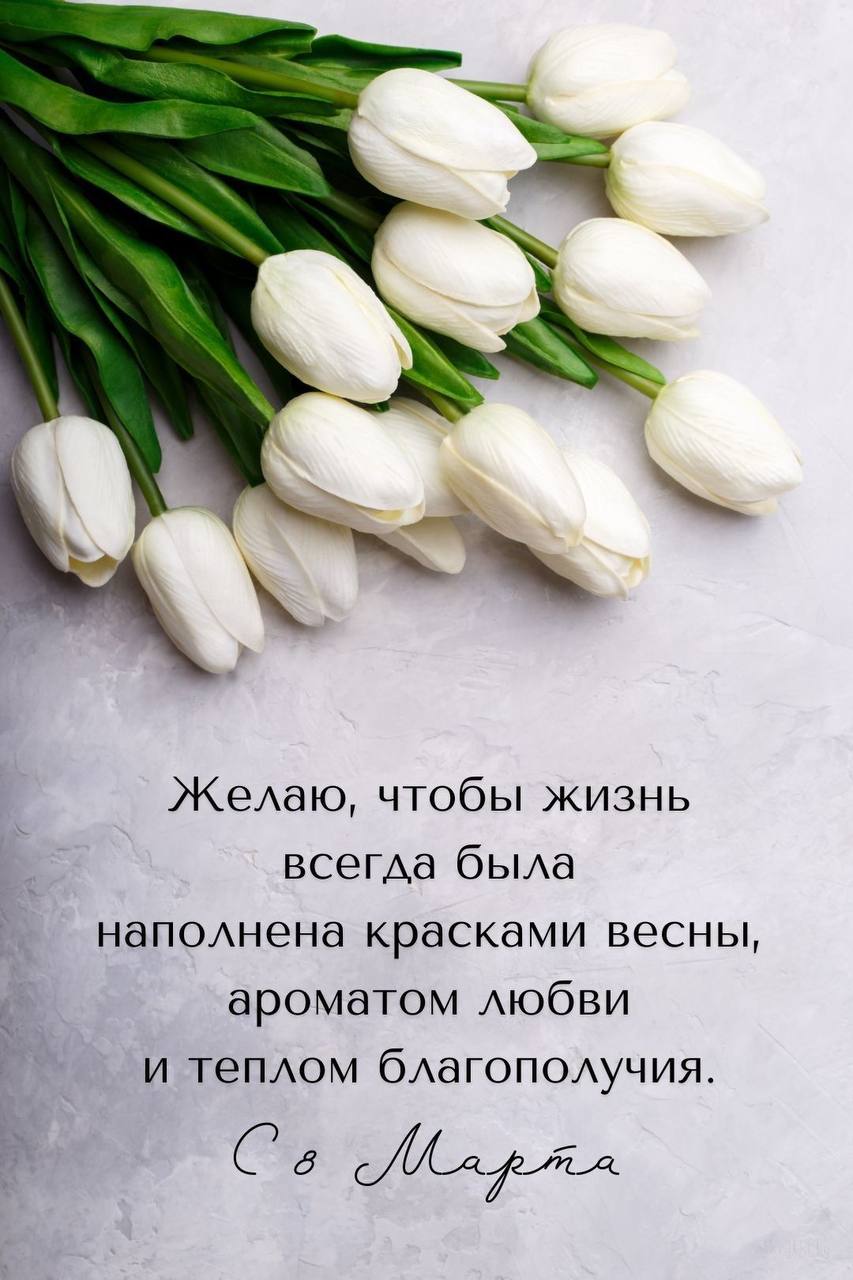 Желаю, чтобы жизнь
всегда была
наполнена красками весны,
ароматом любви
и теплом благополучия.
С 8 Марта